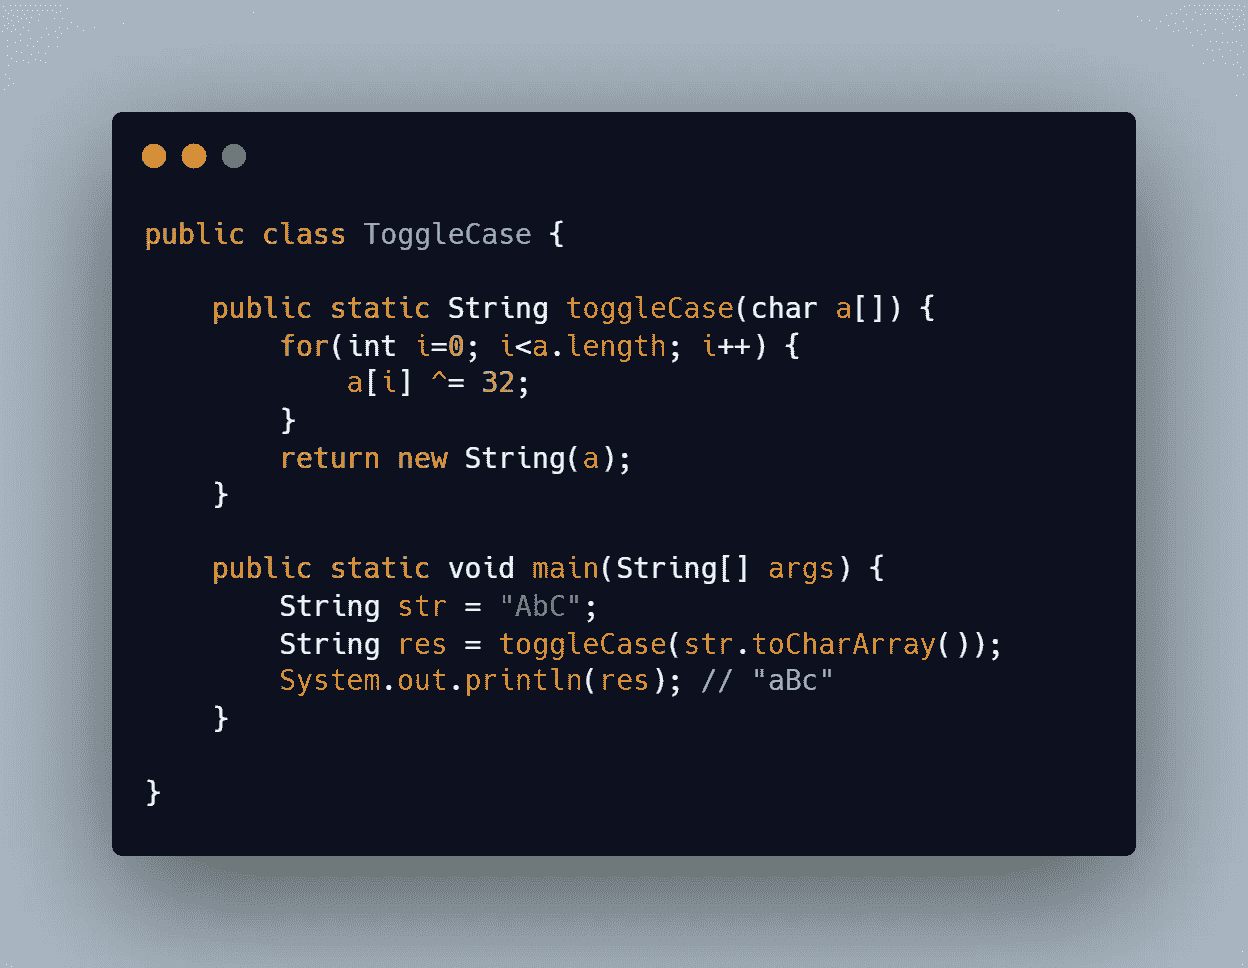 public class ToggleCase {
public static String toggleCase(char a[]) {
for(int i=0; i<a.length; i++) {
a[i] ^= 32;
}
return new String(a);
}
public static void main(String[] args) {
String str = "AbC";
String res = toggleCase(str.toCharArray());
System.out.println(res); // "aBc"
}
}